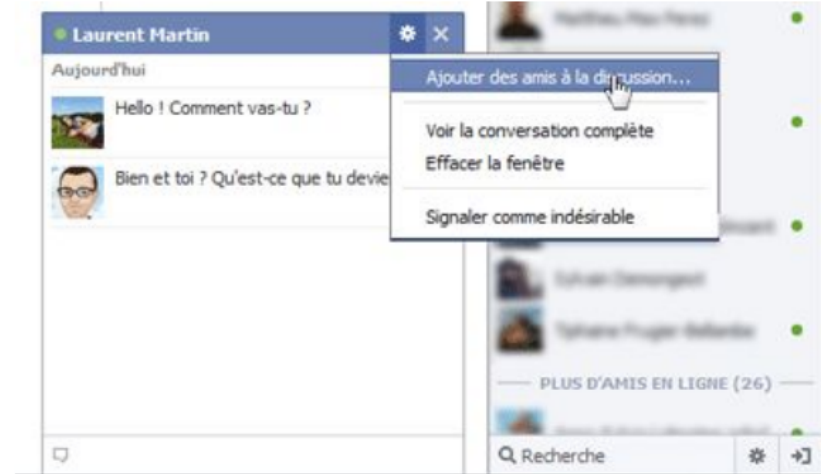 Laurent Martin
Aujourd'hui
Hello ! Comment vas-tu ?
Bien et toi ? Qu'est-ce que tu devie
Ajouter des amis à la discussion...
Voir la conversation complète
Effacer la fenêtre
Signaler comme indésirable
PLUS D'AMIS EN LIGNE (26)
Recherche